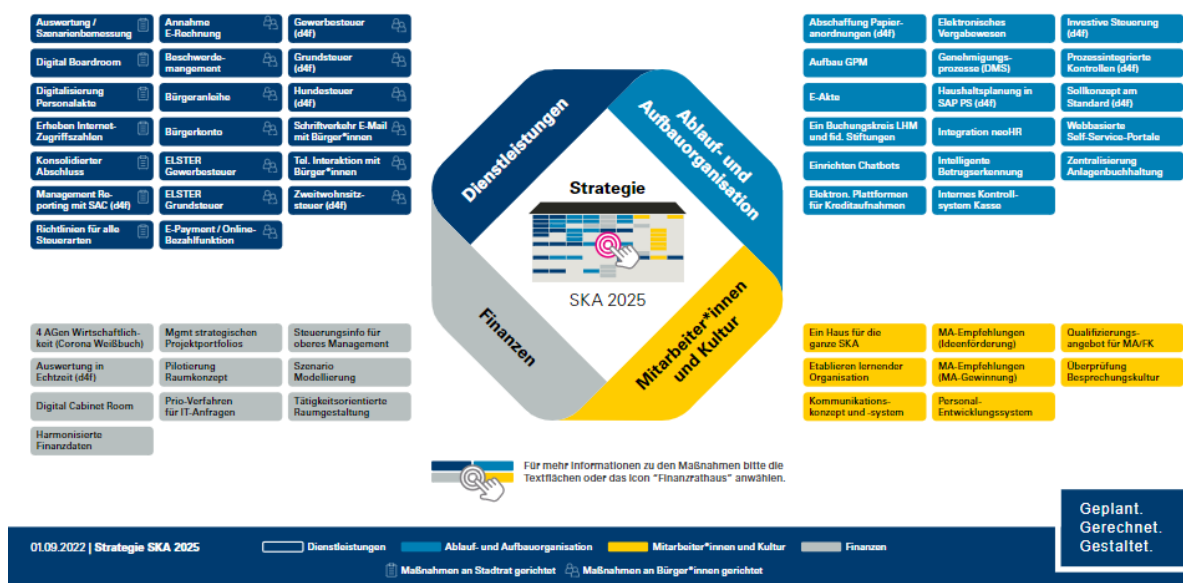 Auswertung /
Szenarienbemessung
Digital Boardroom
Digitalisierung
Personalakte
Erheben Internet-
Zugriffszahlen
Konsolidierter
Abschluss
Management Re-
porting mit SAC (d4f)
Richtlinien für alle
Steuerarten
Annahme
E-Rechnung
Beschwerde-
mangement
Bürgeranleihe
Bürgerkonto
ELSTER
Gewerbesteuer
ELSTER
Grundsteuer
E-Payment / Online-
Bezahlfunktion
Gewerbesteuer
(d4f)
Grundsteuer
(d4f)
Hundesteuer
(d4f)
Schriftverkehr E-Mail
mit Bürger*innen
Tel. Interaktion mit
Bürger*innen
Zweitwohnsitz-
steuer (d4f)
Dienstleistungen
Ablauf- und
Aufbauorganisation
Strategie
SKA 2025
Finanzen
Mitarbeiter*innen
und Kultur
Abschaffung Papier-
anordnungen (d4f)
Aufbau GPM
E-Akte
Ein Buchungskreis LHM
und fid. Stiftungen
Einrichten Chatbots
Elektron. Plattformen
für Kreditaufnahmen
Elektronisches
Vergabewesen
Genehmigungs-
prozesse (DMS)
Haushaltsplanung in
SAP PS (d4f)
Integration neoHR
Intelligente
Betrugserkennung
Internes Kontroll-
system Kasse
Investive Steuerung
(d4f)
Prozessintegrierte
Kontrollen (d4f)
Sollkonzept am
Standard (d4f)
Webbasierte
Self-Service-Portale
Zentralisierung
Anlagenbuchhaltung
4 AGen Wirtschaftlich-
keit (Corona Weißbuch)
Auswertung in
Echtzeit (d4f)
Digital Cabinet Room
Harmonisierte
Finanzdaten
Mgmt strategischen
Projektportfolios
Pilotierung
Raumkonzept
Prio-Verfahren
für IT-Anfragen
Steuerungsinfo für
oberes Management
Szenario
Modellierung
Tätigkeitsorientierte
Raumgestaltung
Ein Haus für die
ganze SKA
Etablieren lernender
Organisation
Kommunikations-
konzept und -system
MA-Empfehlungen
(Ideenförderung)
MA-Empfehlungen
(MA-Gewinnung)
Personal-
Entwicklungssystem
Qualifizierungs-
angebot für MA/FK
Überprüfung
Besprechungskultur
Für mehr Informationen zu den Maßnahmen bitte die
Textflächen oder das Icon "Finanzrathaus" anwählen.
Geplant.
Gerechnet.
Gestaltet.
01.09.2022 | Strategie SKA 2025
Dienstleistungen
Ablauf- und Aufbauorganisation
Mitarbeiter*innen und Kultur
Finanzen
Maßnahmen an Stadtrat gerichtet
Maßnahmen an Bürger*innen gerichtet